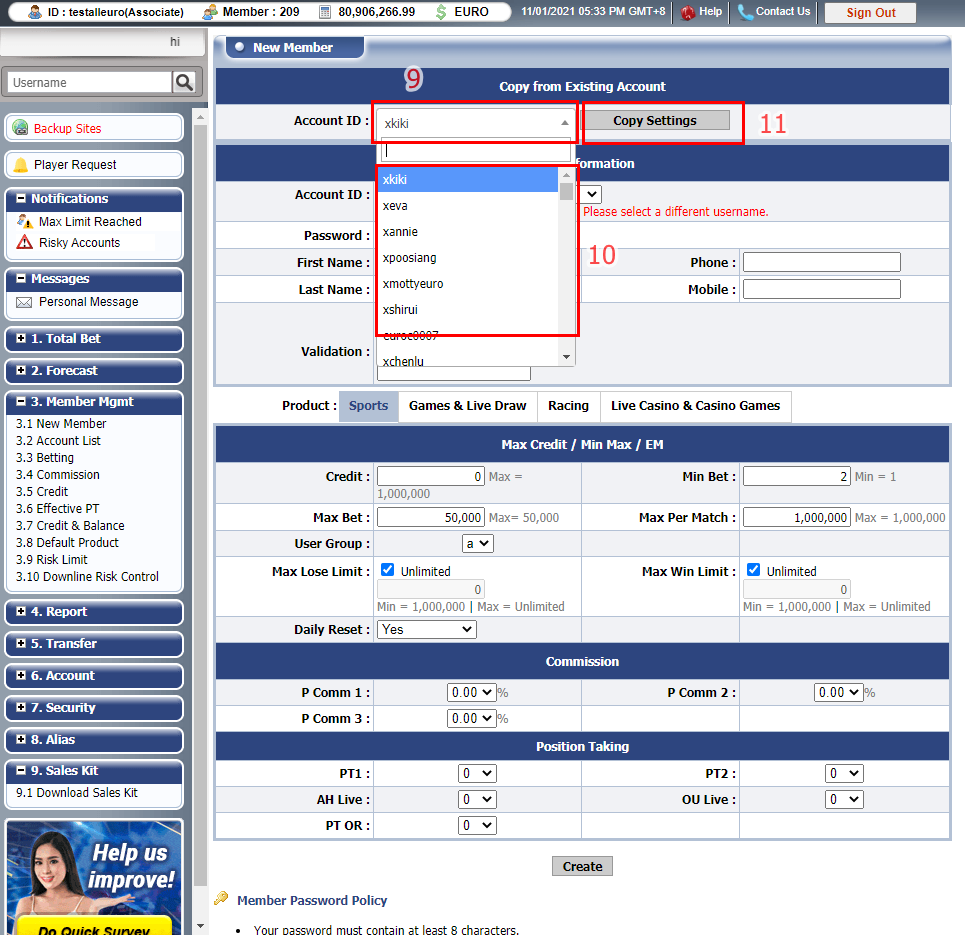 ID : testalleuro(Associate) Member : 209 80,906,266.99 $ EURO 11/01/2021 05:33 PM GMT+8 Help Contact Us Sign Out
hi
Username
Backup Sites
Player Request
Notifications
Max Limit Reached
Risky Accounts
Messages
Personal Message
1. Total Bet
2. Forecast
3. Member Mgmt
3.1 New Member
3.2 Account List
3.3 Betting
3.4 Commission
3.5 Credit
3.6 Effective PT
3.7 Credit & Balance
3.8 Default Product
3.9 Risk Limit
3.10 Downline Risk Control
4. Report
5. Transfer
6. Account
7. Security
8. Alias
9. Sales Kit
9.1 Download Sales Kit
Help us
improve!
Do Quick Survey
New Member
9
Copy from Existing Account
Account ID : xkiki Copy Settings 11
formation
xkiki
Account ID :
xeva
Please select a different username.
xannie
Password :
10
xpoosiang
First Name : Phone :
xmottyeuro
Last Name : Mobile :
xshirui
euroc0007
Validation :
xchenlu
Product : Sports Games & Live Draw Racing Live Casino & Casino Games
Max Credit / Min Max / EM
Credit : 0 Max = Min Bet : 2 Min = 1
1,000,000
Max Bet : 50,000 Max= 50,000 Max Per Match : 1,000,000 Max = 1,000,000
User Group : a
Max Lose Limit : Unlimited Max Win Limit : Unlimited
0 0
Min = 1,000,000 | Max = Unlimited Min = 1,000,000 | Max = Unlimited
Daily Reset : Yes
Commission
P Comm 1 : 0.00 % P Comm 2 : 0.00 %
P Comm 3 : 0.00 %
Position Taking
PT1 : 0 PT2 : 0
AH Live : 0 OU Live : 0
PT OR : 0
Create
Member Password Policy
• Your password must contain at least 8 characters.